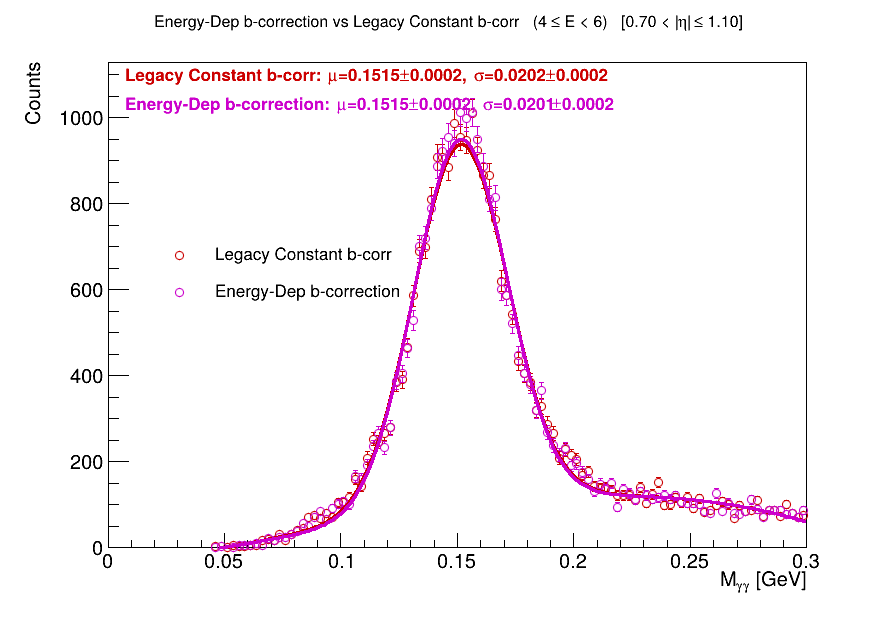 Energy-Dep b-correction vs Legacy Constant b-corr (4 ≤ E < 6) [0.70 < |η| ≤ 1.10]
Legacy Constant b-corr: μ=0.1515±0.0002, σ=0.0202±0.0002
Energy-Dep b-correction: μ=0.1515±0.0002, σ=0.0201±0.0002
Counts
1000
800
600
400
200
0
Legacy Constant b-corr
Energy-Dep b-correction
0 0.05 0.1 0.15 0.2 0.25 0.3
Mγγ [GeV]